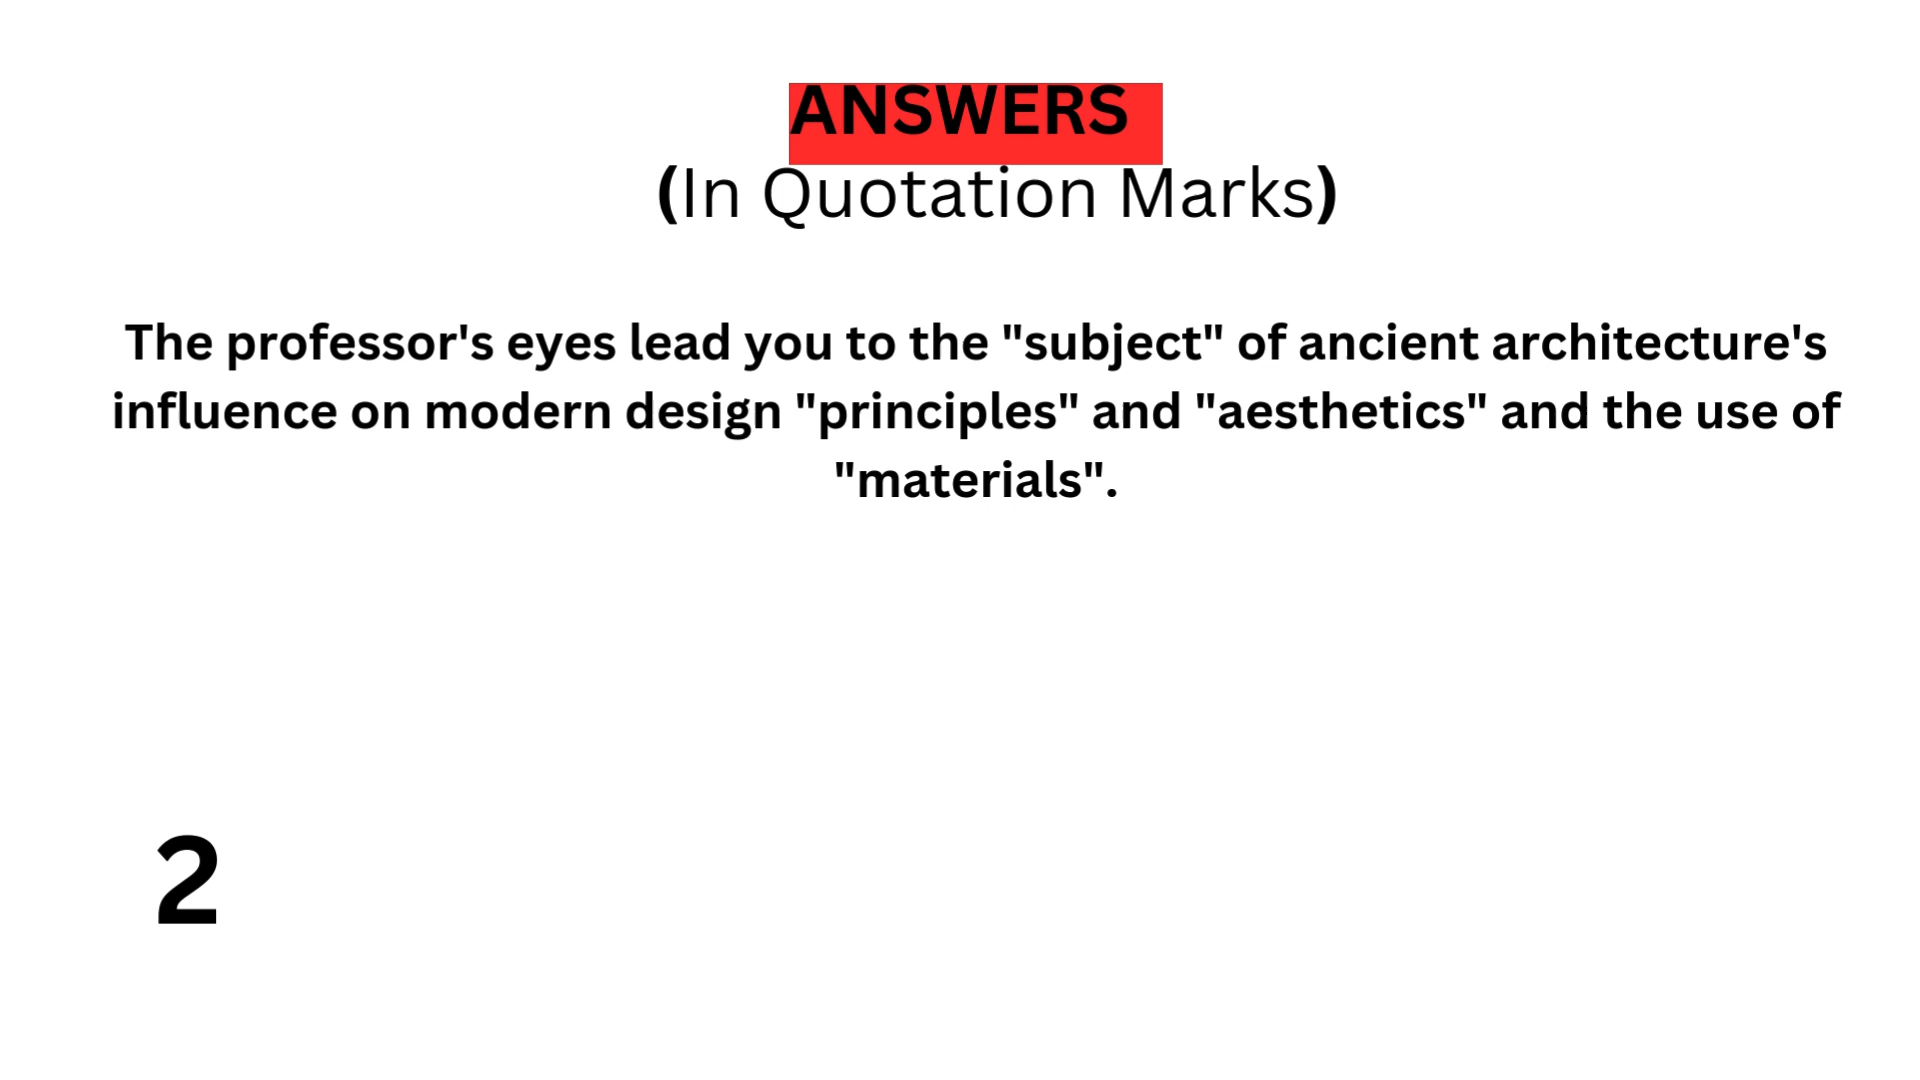 ANSWERS
(In Quotation Marks)
The professor's eyes lead you to the "subject" of ancient architecture's
influence on modern design "principles" and "aesthetics" and the use of
"materials".
2